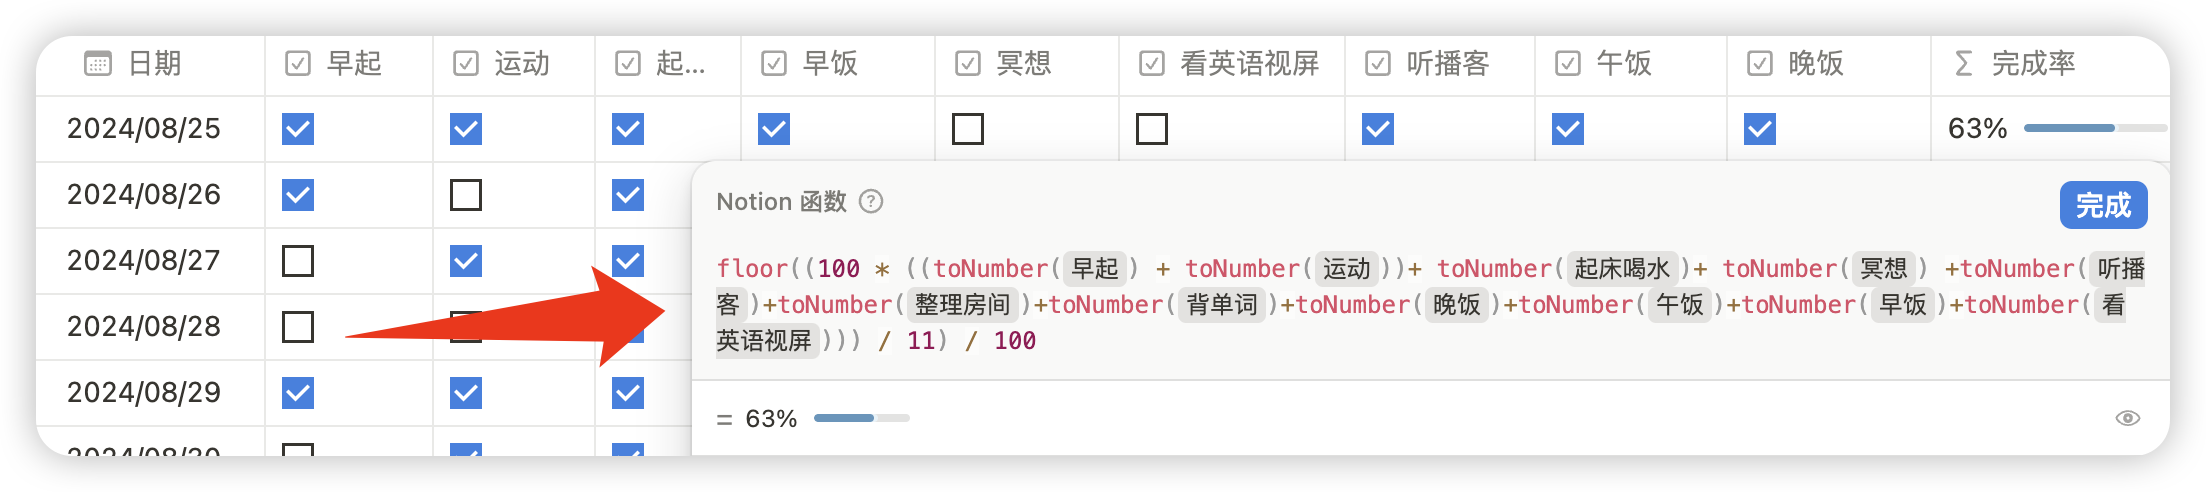 日期 早起 运动 起... 早饭 冥想 看英语视屏 听播客 午饭 晚饭 Σ 完成率
2024/08/25 63%
2024/08/26
2024/08/27
2024/08/28
2024/08/29
2024/08/30
Notion 函数 ? 完成
floor((100 * ((toNumber(早起) + toNumber(运动))+ toNumber(起床喝水)+ toNumber(冥想) +toNumber(听播
客)+toNumber(整理房间)+toNumber(背单词)+toNumber(晚饭)+toNumber(午饭)+toNumber(早饭)+toNumber(看
英语视屏))) / 11) / 100
= 63%